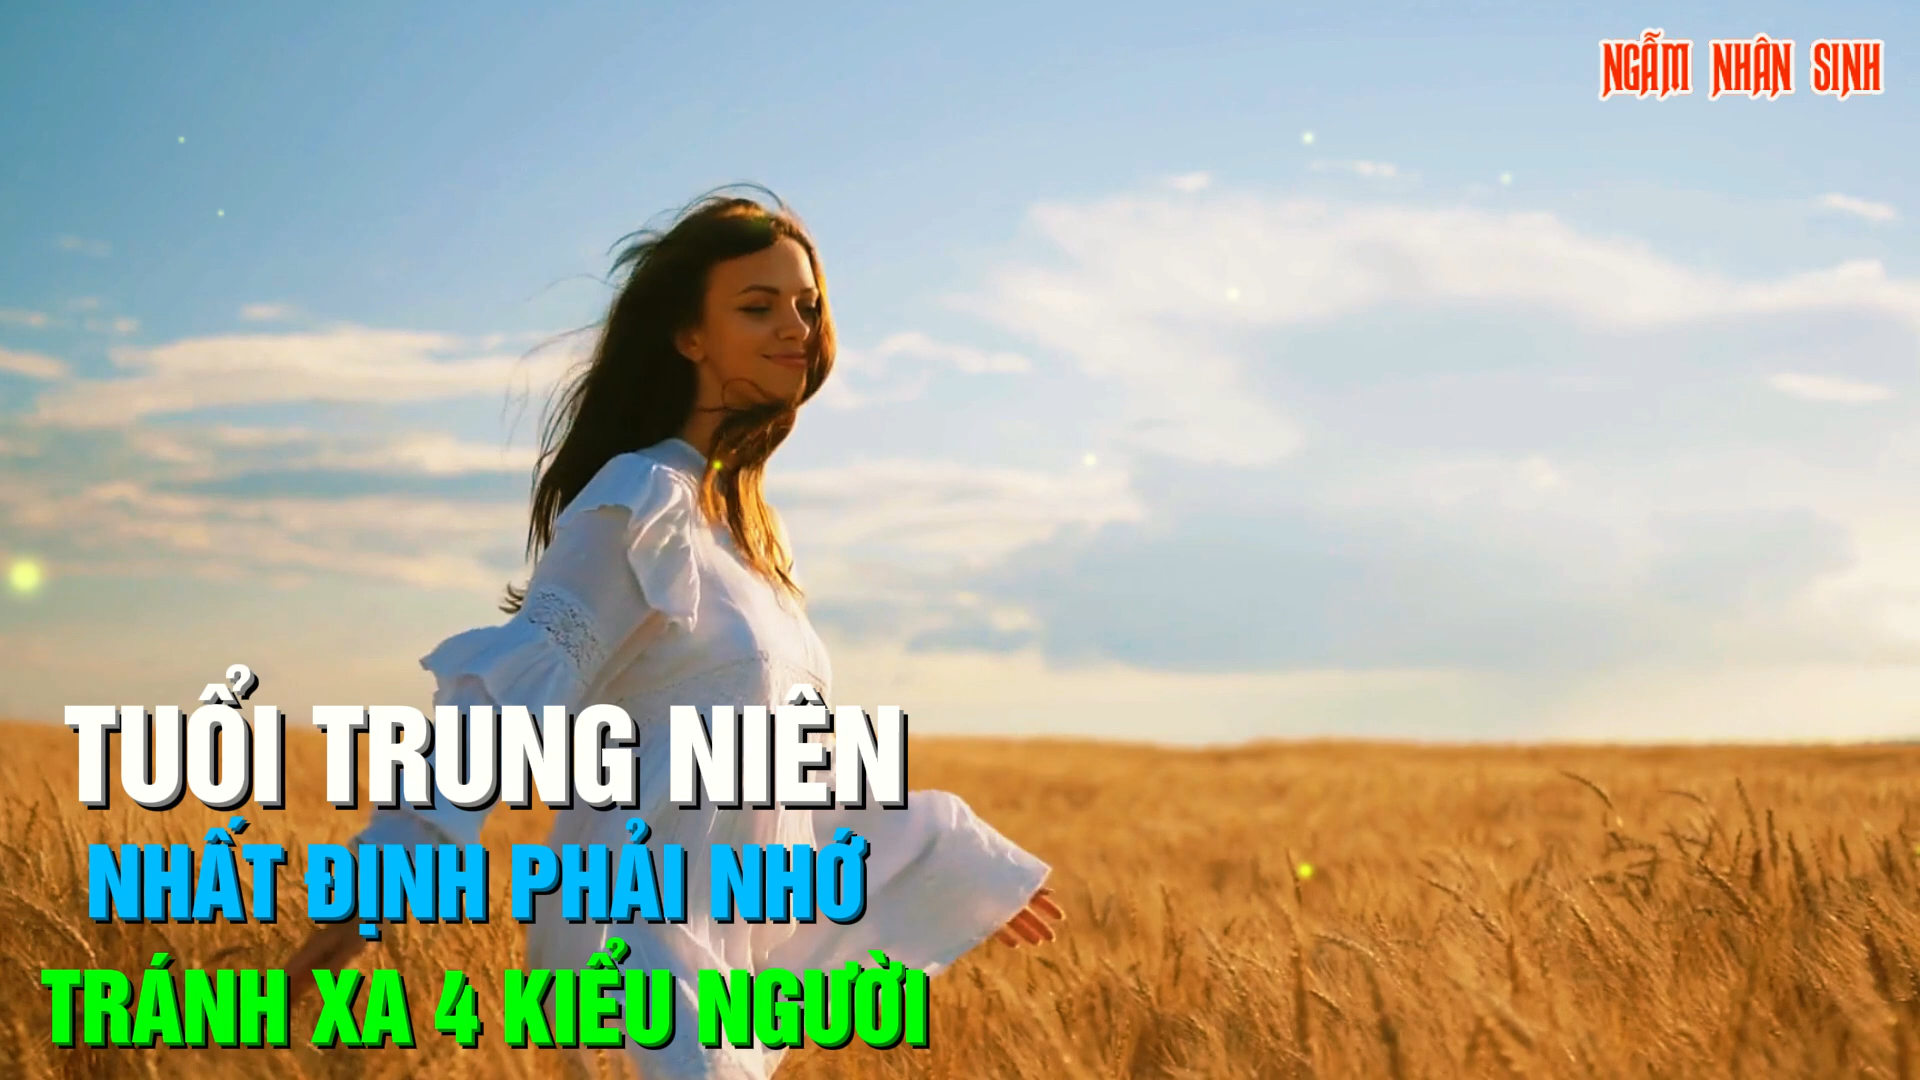 NGẪM NHÂN SINH
TUỔI TRUNG NIÊN
NHẤT ĐỊNH PHẢI NHỚ
TRÁNH XA 4 KIỂU NGƯỜI